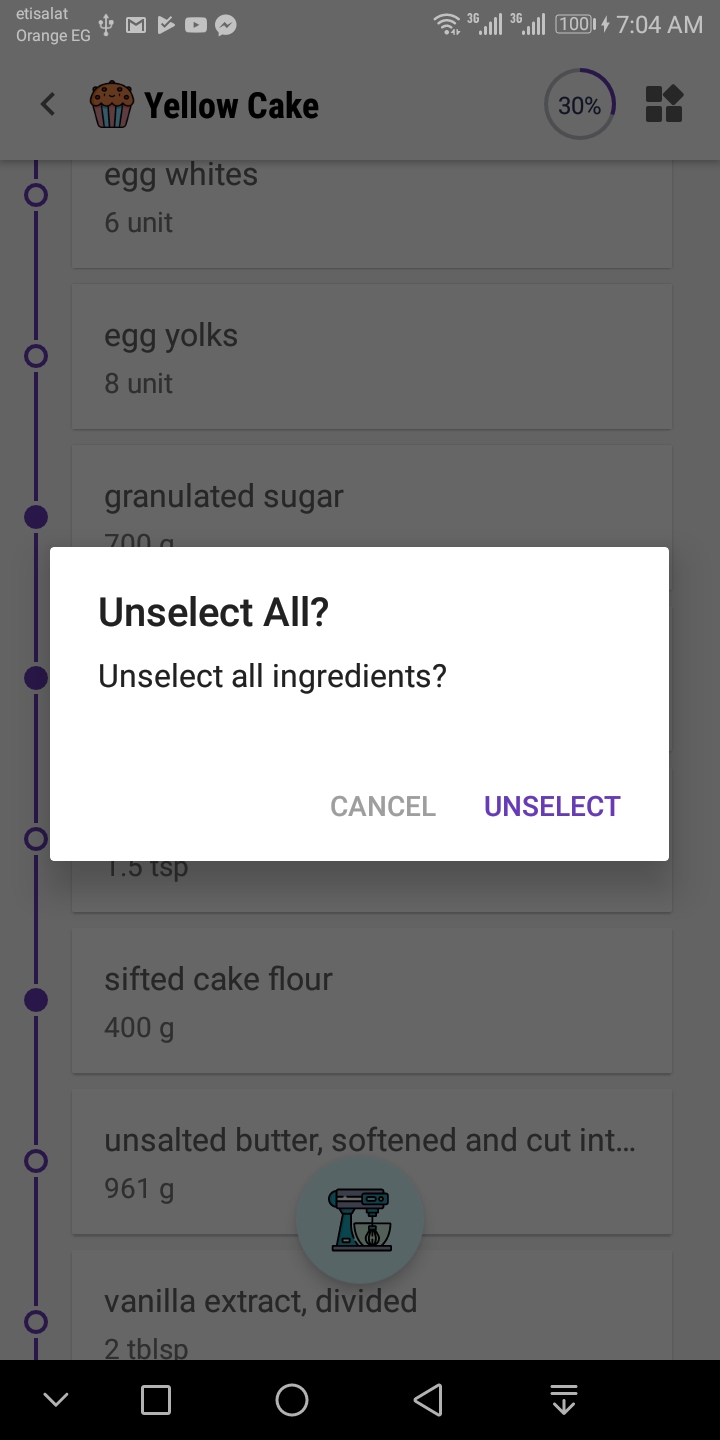 etisalat
Orange EG
3G
3G
100
7:04 AM
Yellow Cake
30%
egg whites
6 unit
egg yolks
8 unit
granulated sugar
700 g
Unselect All?
Unselect all ingredients?
CANCEL
UNSELECT
1.5 tsp
sifted cake flour
400 g
unsalted butter, softened and cut int...
961 g
vanilla extract, divided
2 tblsp